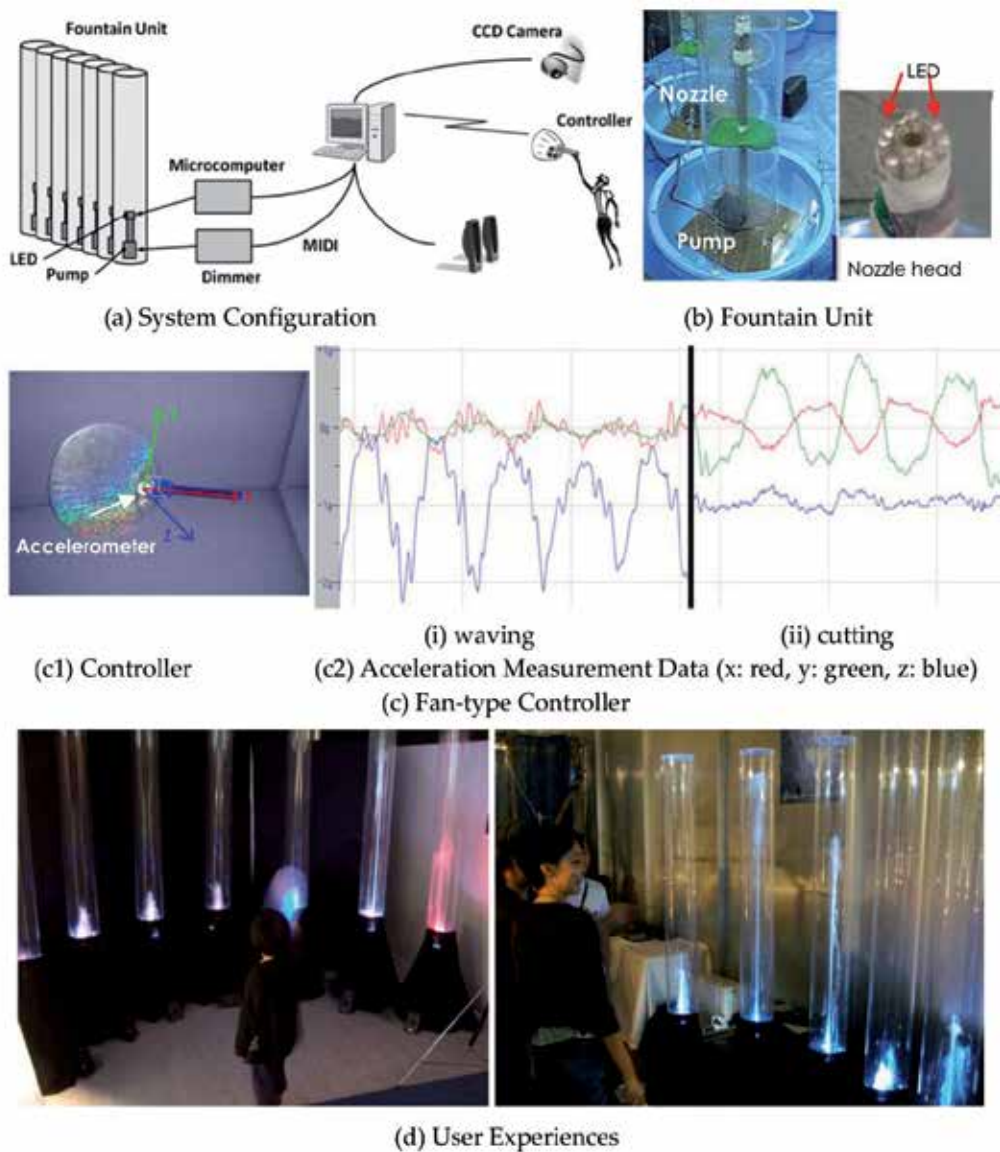 Fountain Unit
CCD Camera
Controller
Microcomputer
LED
Pump
Dimmer
MIDI
(a) System Configuration
Nozzle
Pump
LED
Nozzle head
(b) Fountain Unit
Accelerometer
(i) waving
(ii) cutting
(c1) Controller
(c2) Acceleration Measurement Data (x: red, y: green, z: blue)
(c) Fan-type Controller
(d) User Experiences